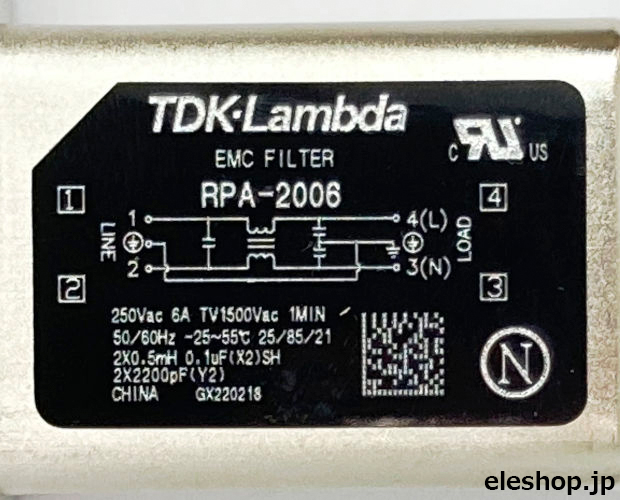 TDK·Lambda
C RU US
EMC FILTER
RPA-2006
1 4
1 4(L)
LINE LOAD
2 3(N)
2 3
250Vac 6A TV1500Vac 1MIN
50/60Hz -25~55℃ 25/85/21
2X0.5mH 0.1uF(X2)SH
2X2200pF(Y2)
CHINA GX220218
N
eleshop.jp